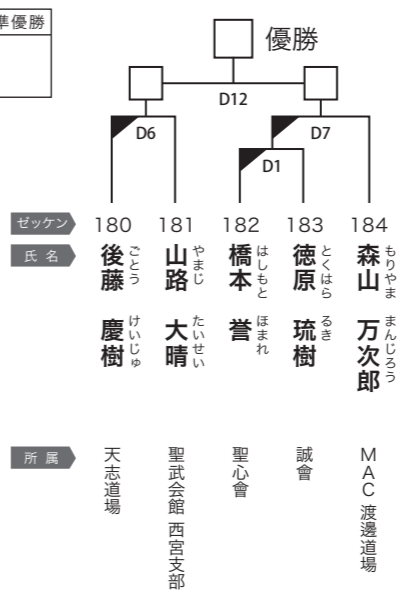 準優勝
優勝
D12
D6
D7
D1
ゼッケン 180 181 182 183 184
氏名
後藤 慶樹
ごとう けいじゅ
山路 大晴
やまじ たいせい
橋本 誉
はしもと ほまれ
徳原 琉樹
とくはら るき
森山 万次郎
もりやま まんじろう
所属
天志道場
聖武会館 西宮支部
聖心會
誠會
MAC 渡邊道場